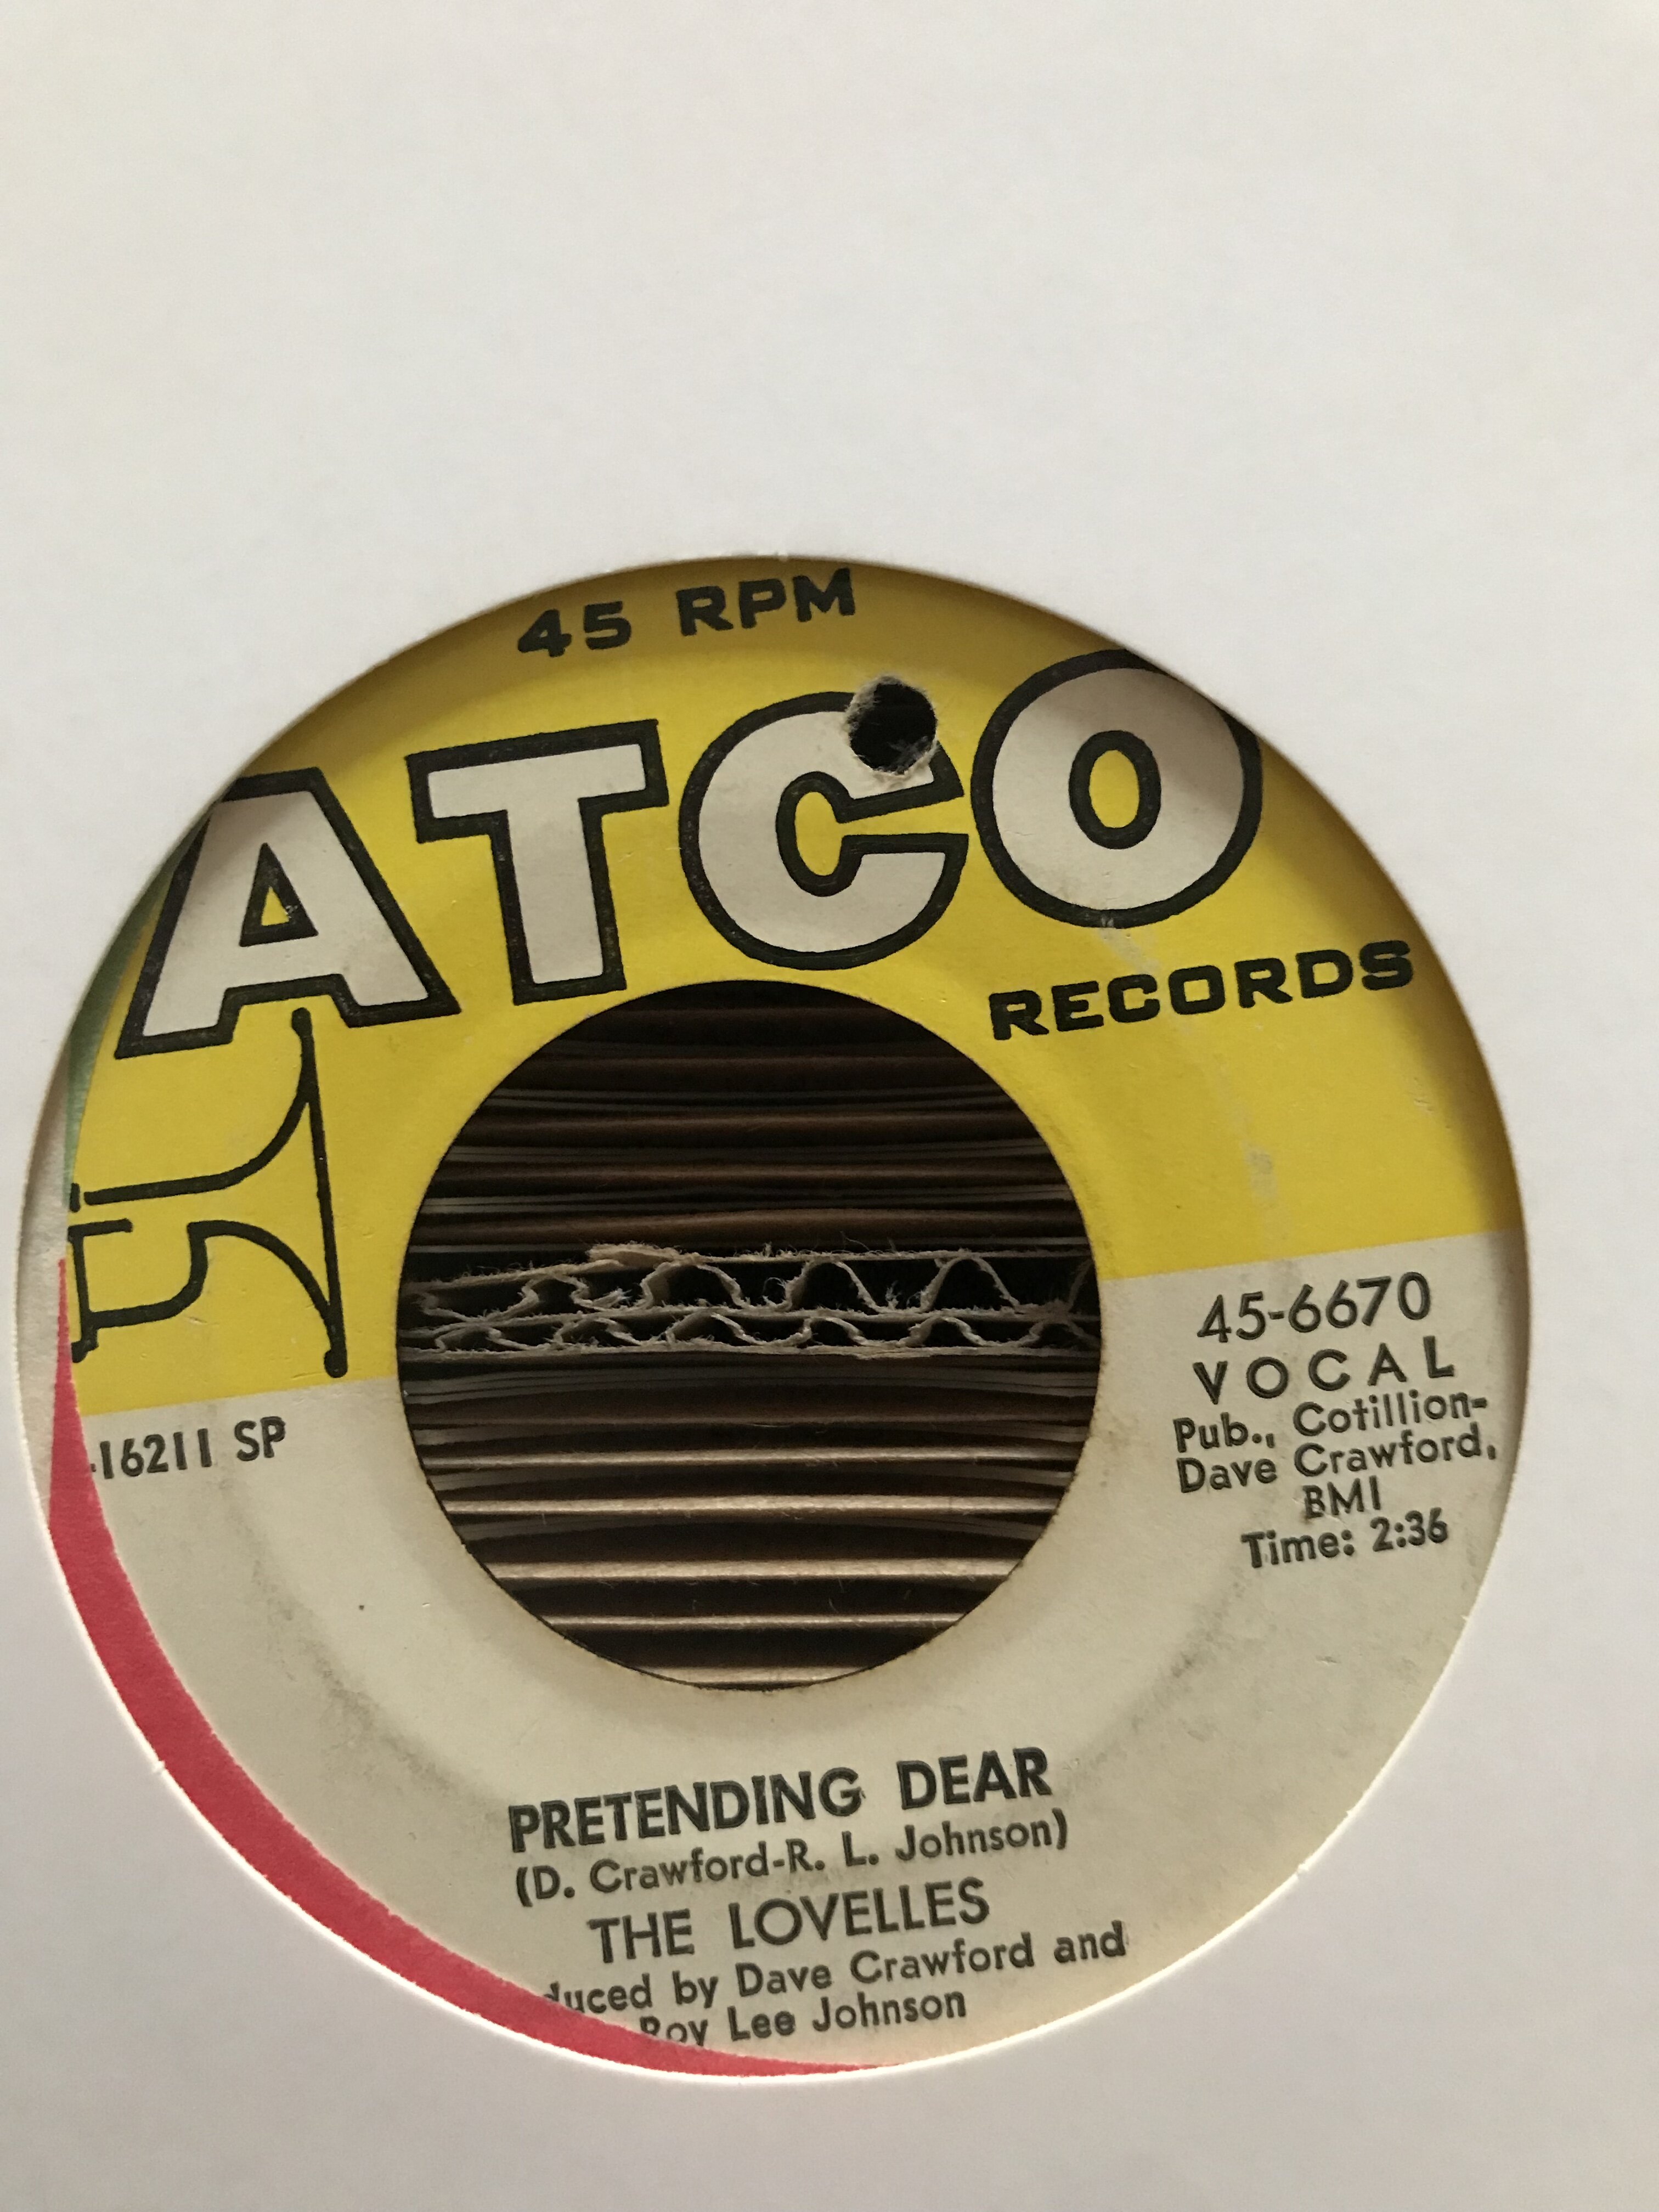 45 RPM
ATCO
RECORDS
45-6670
VOCAL
Pub., Cotillion-
Dave Crawford,
BMI
Time: 2:36
-16211 SP
PRETENDING DEAR
(D. Crawford-R. L. Johnson)
THE LOVELLES
duced by Dave Crawford and
Roy Lee Johnson